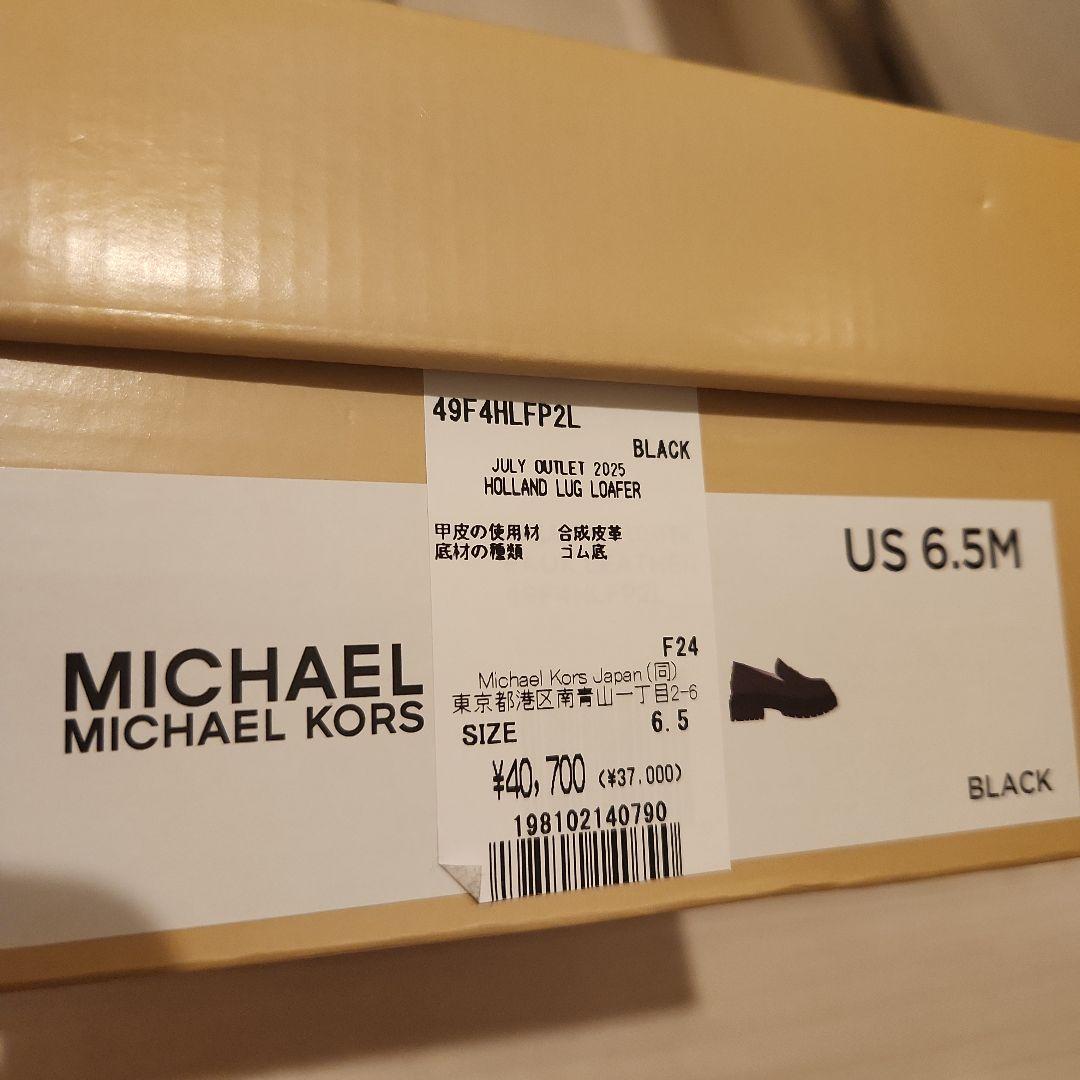 49F4HLFP2L
BLACK
JULY OUTLET 2025
HOLLAND LUG LOAFER
甲皮の使用材 合成皮革
底材の種類 ゴム底
F24
Michael Kors Japan(同)
東京都港区南青山一丁目2-6
SIZE 6.5
¥40,700 (¥37,000)
198102140790
MICHAEL
MICHAEL KORS
US 6.5M
BLACK